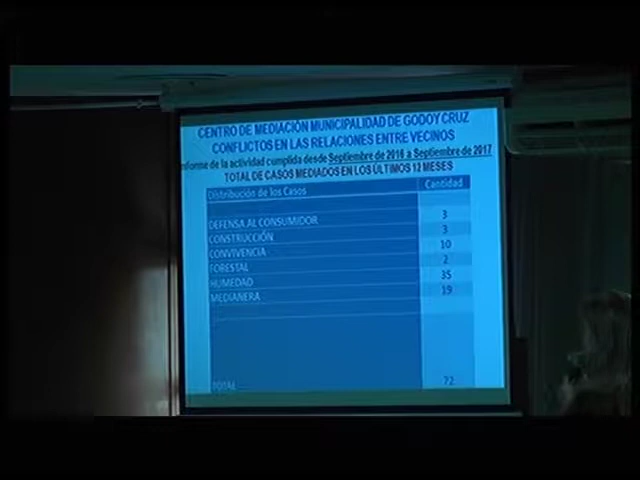 CENTRO DE MEDIACIÓN MUNICIPALIDAD DE GODOY CRUZ
CONFLICTOS EN LAS RELACIONES ENTRE VECINOS
nforme de la actividad cumplida desde Septiembre de 2016 a Septiembre de 2017
TOTAL DE CASOS MEDIADOS EN LOS ÚLTIMOS 12 MESES
Distribución de los Casos Cantidad
DEFENSA AL CONSUMIDOR 3
CONSTRUCCIÓN 3
CONVIVENCIA 10
FORESTAL 2
HUMEDAD 35
MEDIANERA 19
TOTAL 72